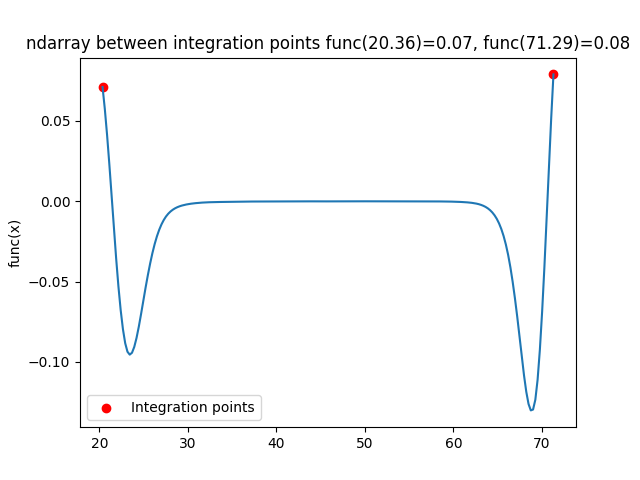 ndarray between integration points func(20.36)=0.07, func(71.29)=0.08
0.05
0.00
−0.05
−0.10
func(x)
Integration points
20 30 40 50 60 70